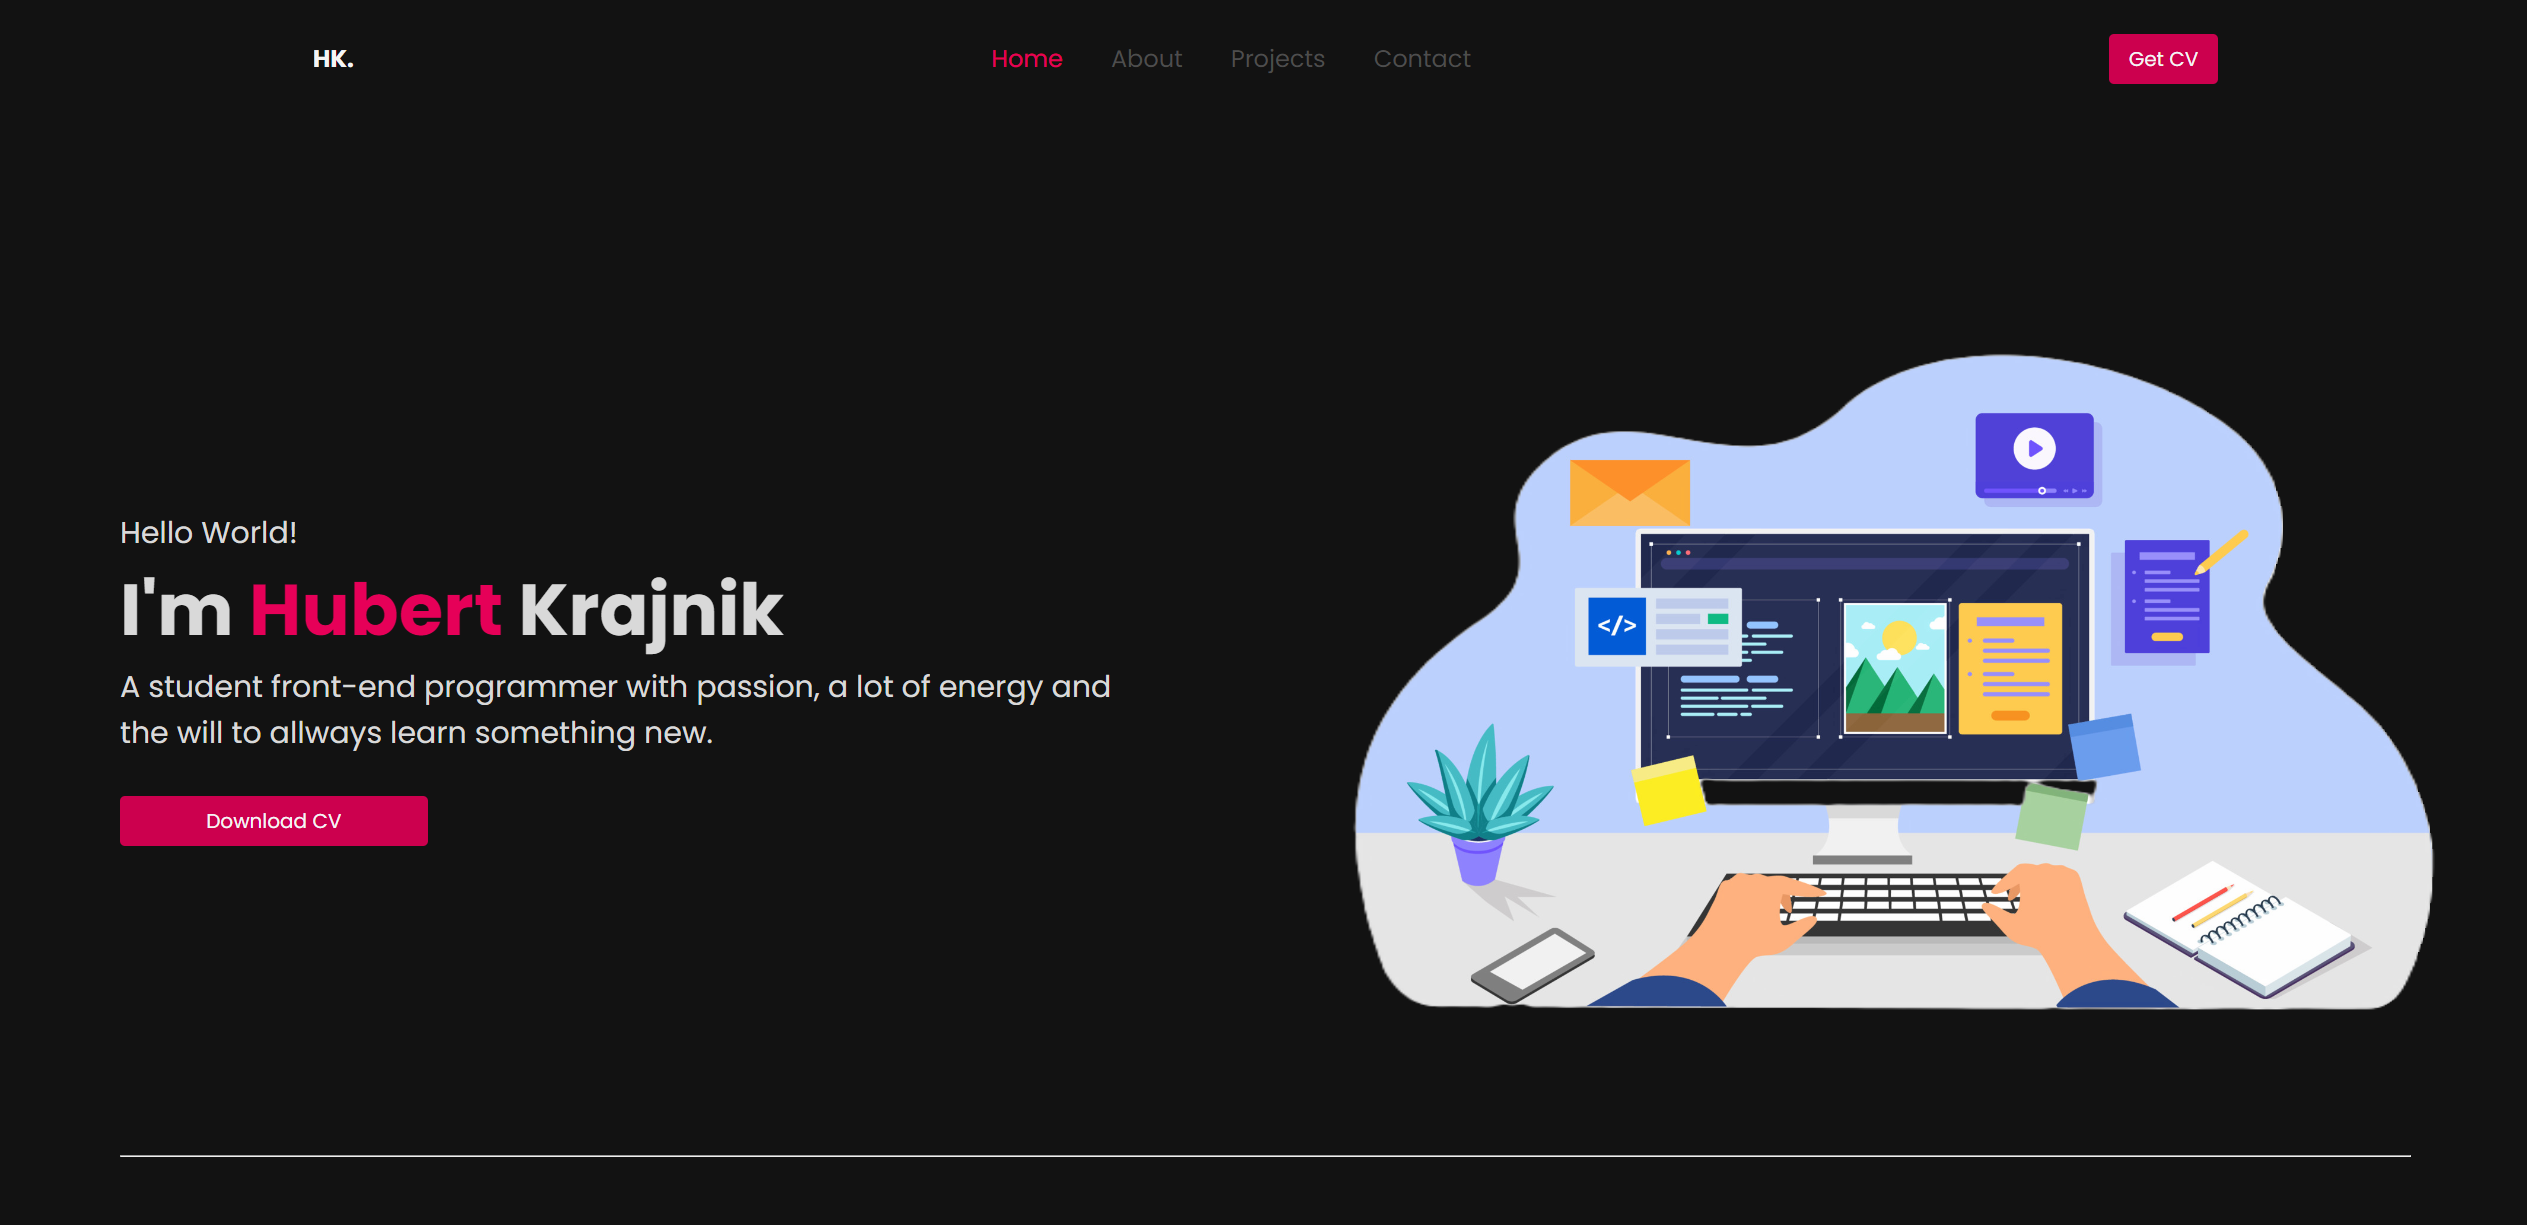 HK.
Home About Projects Contact
Get CV
Hello World!
I'm Hubert Krajnik
A student front-end programmer with passion, a lot of energy and
the will to allways learn something new.
Download CV
</>